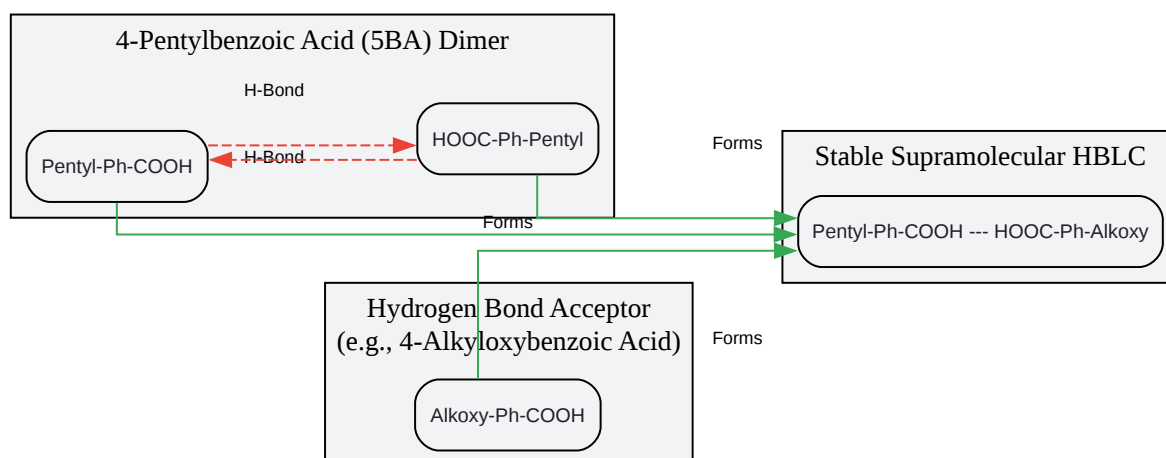 4-Pentylbenzoic Acid (5BA) Dimer
H-Bond
HOOC-Ph-Pentyl
Pentyl-Ph-COOH
H-Bond
Forms
Forms
Stable Supramolecular HBLC
Pentyl-Ph-COOH --- HOOC-Ph-Alkoxy
Hydrogen Bond Acceptor
(e.g., 4-Alkyloxybenzoic Acid)
Forms
Alkoxy-Ph-COOH